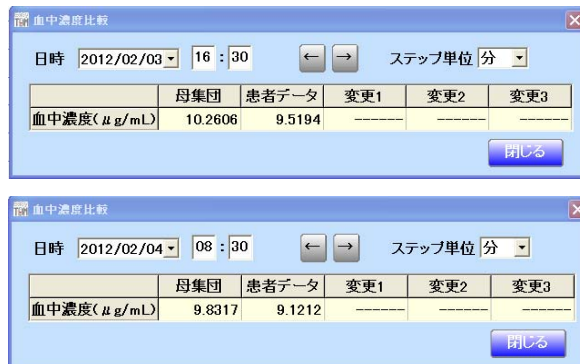 血中濃度比較
日時 2012/02/03 16 : 30 ← → ステップ単位 分
母集団 患者データ 変更1 変更2 変更3
血中濃度(μg/mL) 10.2606 9.5194 ------ ------ ------
閉じる
血中濃度比較
日時 2012/02/04 08 : 30 ← → ステップ単位 分
母集団 患者データ 変更1 変更2 変更3
血中濃度(μg/mL) 9.8317 9.1212 ------ ------ ------
閉じる